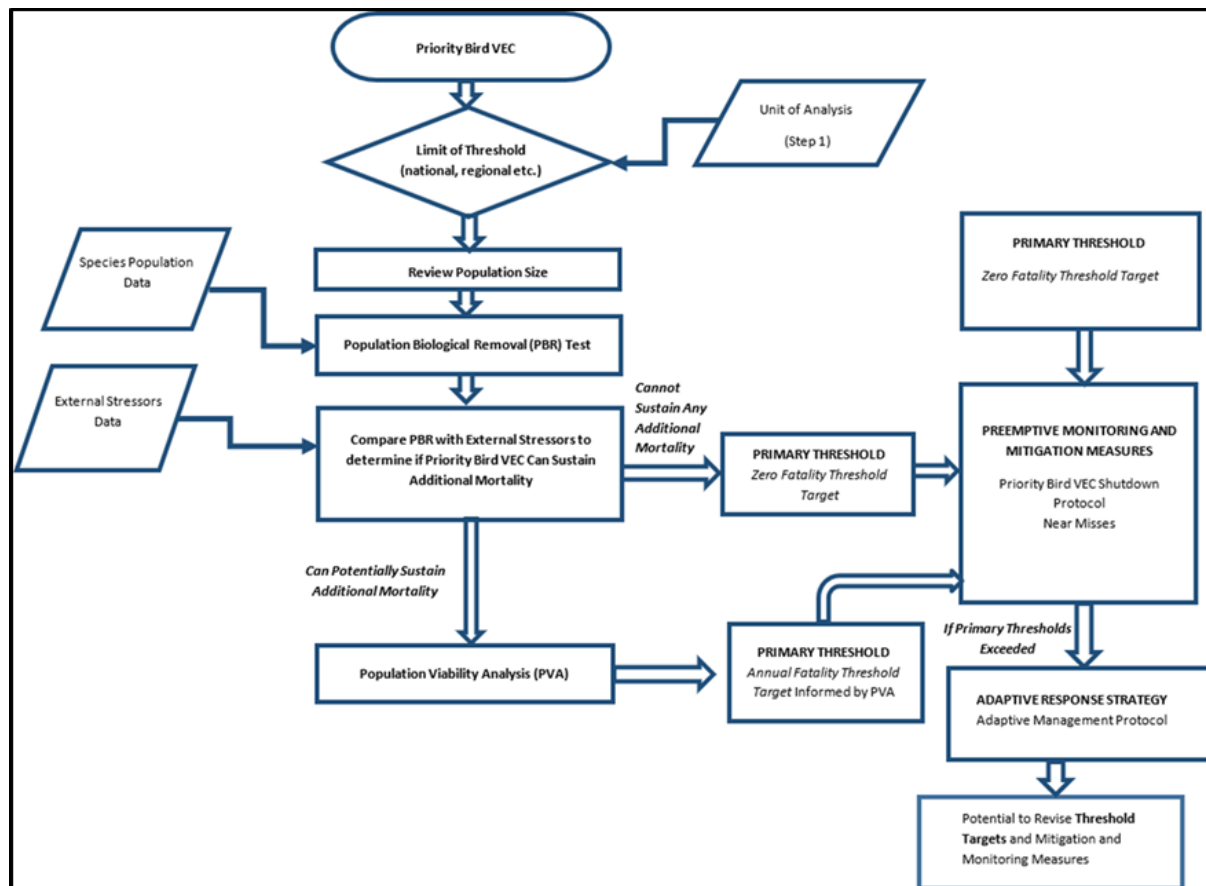 Priority Bird VEC
Unit of Analysis
(Step 1)
Limit of Threshold
(national, regional etc.)
Species Population
Data
Review Population Size
PRIMARY THRESHOLD
Zero Fatality Threshold Target
Population Biological Removal (PBR) Test
External Stressors
Data
Compare PBR with External Stressors to
determine if Priority Bird VEC Can Sustain
Additional Mortality
Cannot
Sustain Any
Additional
Mortality
PRIMARY THRESHOLD
Zero Fatality Threshold
Target
PREEMPTIVE MONITORING AND
MITIGATION MEASURES
Priority Bird VEC Shutdown
Protocol
Near Misses
Can Potentially Sustain
Additional Mortality
Population Viability Analysis (PVA)
PRIMARY THRESHOLD
Annual Fatality Threshold
Target Informed by PVA
If Primary Thresholds
Exceeded
ADAPTIVE RESPONSE STRATEGY
Adaptive Management Protocol
Potential to Revise Threshold
Targets and Mitigation and
Monitoring Measures